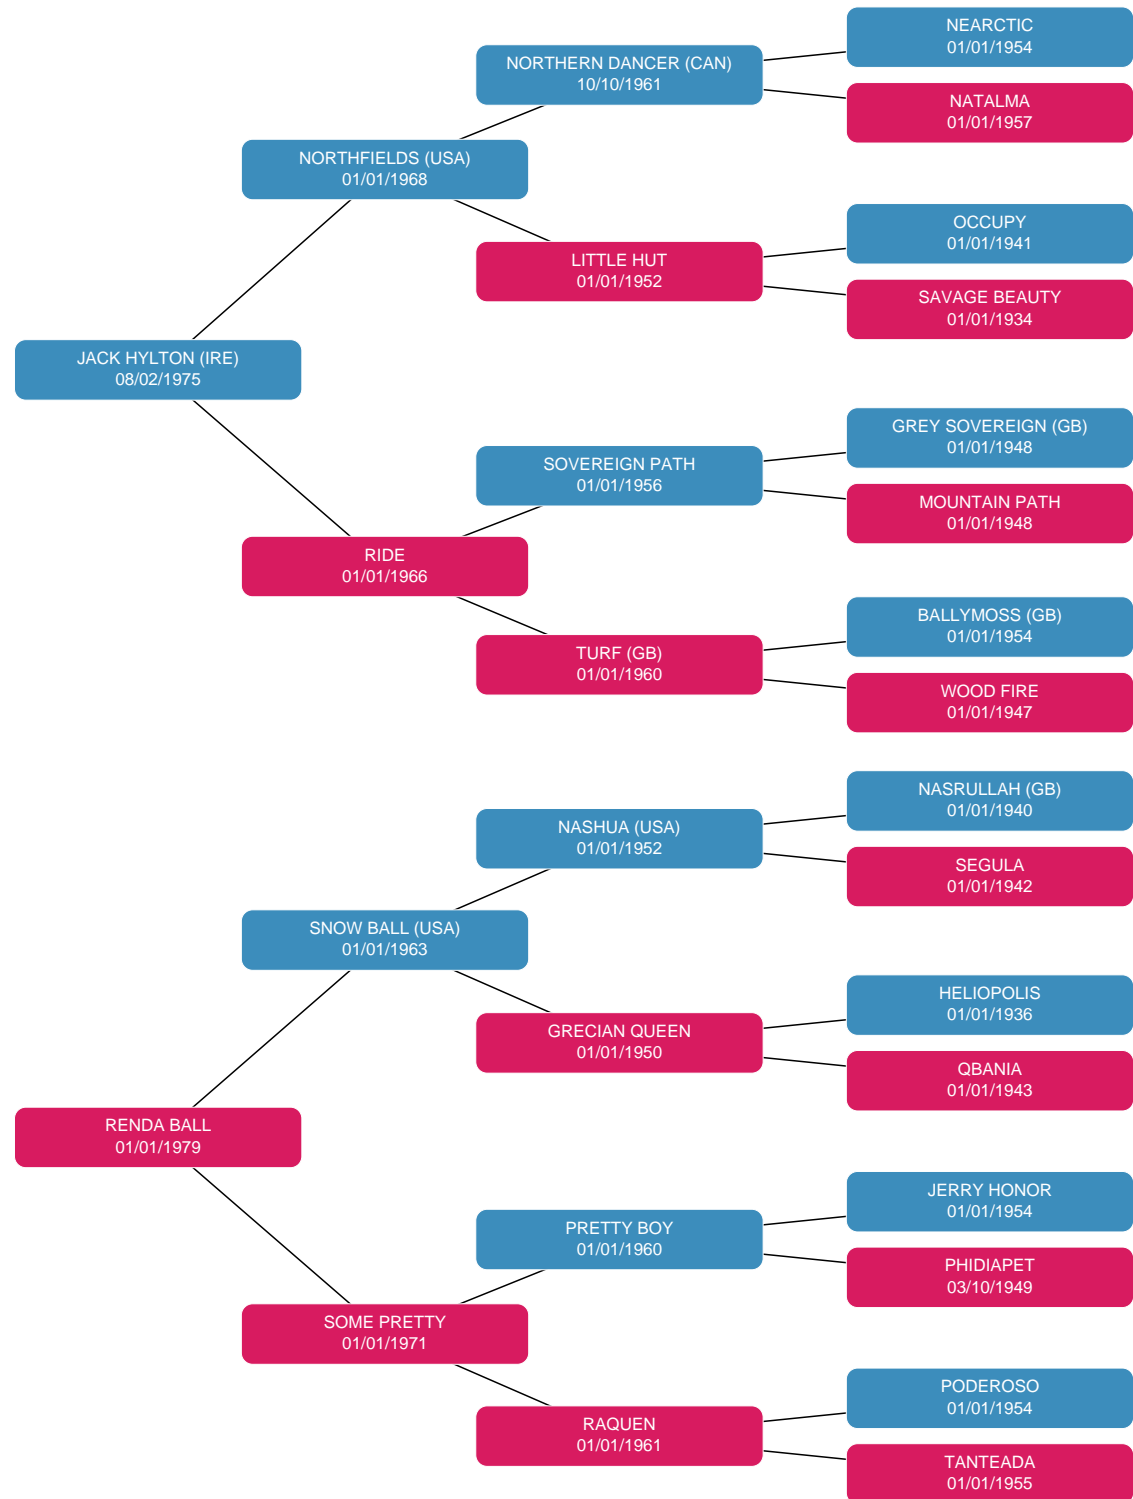 NEARCTIC
01/01/1954
NORTHERN DANCER (CAN)
10/10/1961
NATALMA
01/01/1957
NORTHFIELDS (USA)
01/01/1968
OCCUPY
01/01/1941
LITTLE HUT
01/01/1952
SAVAGE BEAUTY
01/01/1934
JACK HYLTON (IRE)
08/02/1975
GREY SOVEREIGN (GB)
01/01/1948
SOVEREIGN PATH
01/01/1956
MOUNTAIN PATH
01/01/1948
RIDE
01/01/1966
BALLYMOSS (GB)
01/01/1954
TURF (GB)
01/01/1960
WOOD FIRE
01/01/1947
NASRULLAH (GB)
01/01/1940
NASHUA (USA)
01/01/1952
SEGULA
01/01/1942
SNOW BALL (USA)
01/01/1963
HELIOPOLIS
01/01/1936
GRECIAN QUEEN
01/01/1950
QBANIA
01/01/1943
RENDA BALL
01/01/1979
JERRY HONOR
01/01/1954
PRETTY BOY
01/01/1960
PHIDIAPET
03/10/1949
SOME PRETTY
01/01/1971
PODEROSO
01/01/1954
RAQUEN
01/01/1961
TANTEADA
01/01/1955